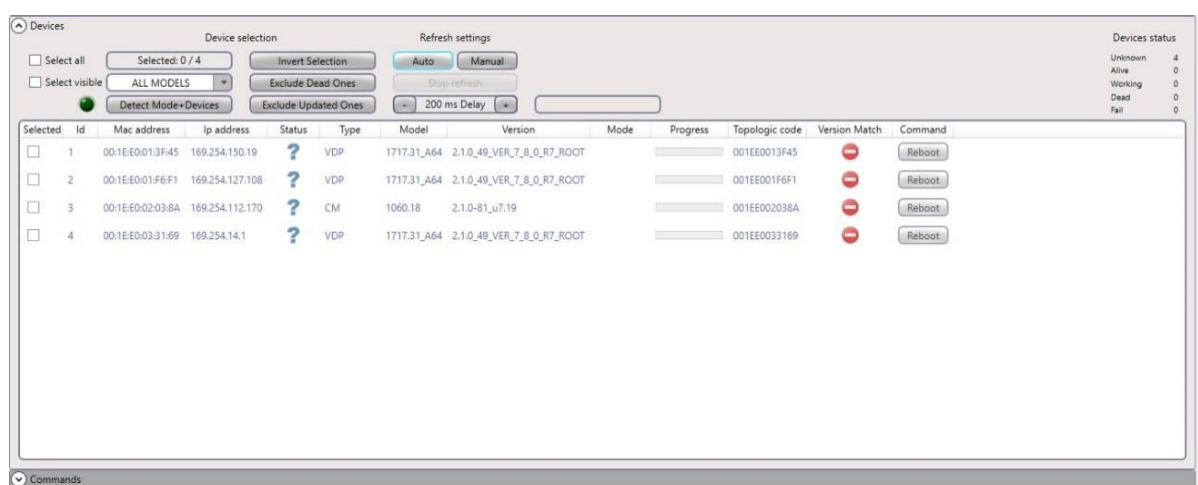 Devices
Device selection Refresh settings Devices status
Select all Selected: 0 / 4 Invert Selection Auto Manual Unknown 4
Alive 0
Select visible ALL MODELS Exclude Dead Ones Stop refresh Working 0
Dead 0
Detect Mode+Devices Exclude Updated Ones - 200 ms Delay + Fail 0
Selected Id Mac address Ip address Status Type Model Version Mode Progress Topologic code Version Match Command
1 00:1E:E0:01:3F:45 169.254.150.19 ? VDP 1717.31_A64 2.1.0_49_VER_7_8_0_R7_ROOT 001EE0013F45 Reboot
2 00:1E:E0:01:F6:F1 169.254.127.108 ? VDP 1717.31_A64 2.1.0_49_VER_7_8_0_R7_ROOT 001EE001F6F1 Reboot
3 00:1E:E0:02:03:8A 169.254.112.170 ? CM 1060.18 2.1.0-81_u7.19 001EE002038A Reboot
4 00:1E:E0:03:31:69 169.254.14.1 ? VDP 1717.31_A64 2.1.0_49_VER_7_8_0_R7_ROOT 001EE0033169 Reboot
Commands